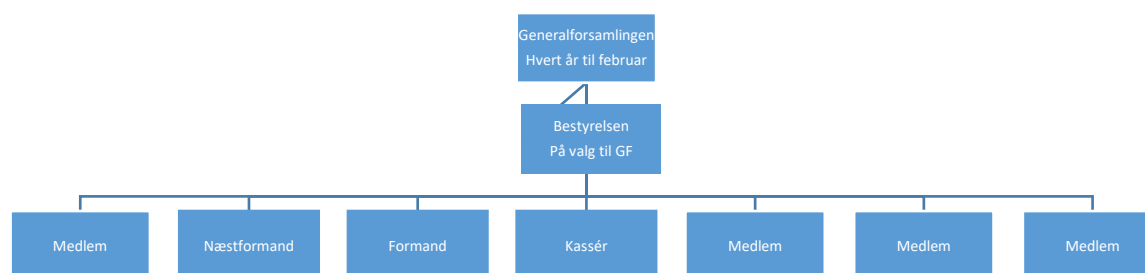 Generalforsamlingen
Hvert år til februar
Bestyrelsen
På valg til GF
Medlem
Næstformand
Formand
Kassér
Medlem
Medlem
Medlem